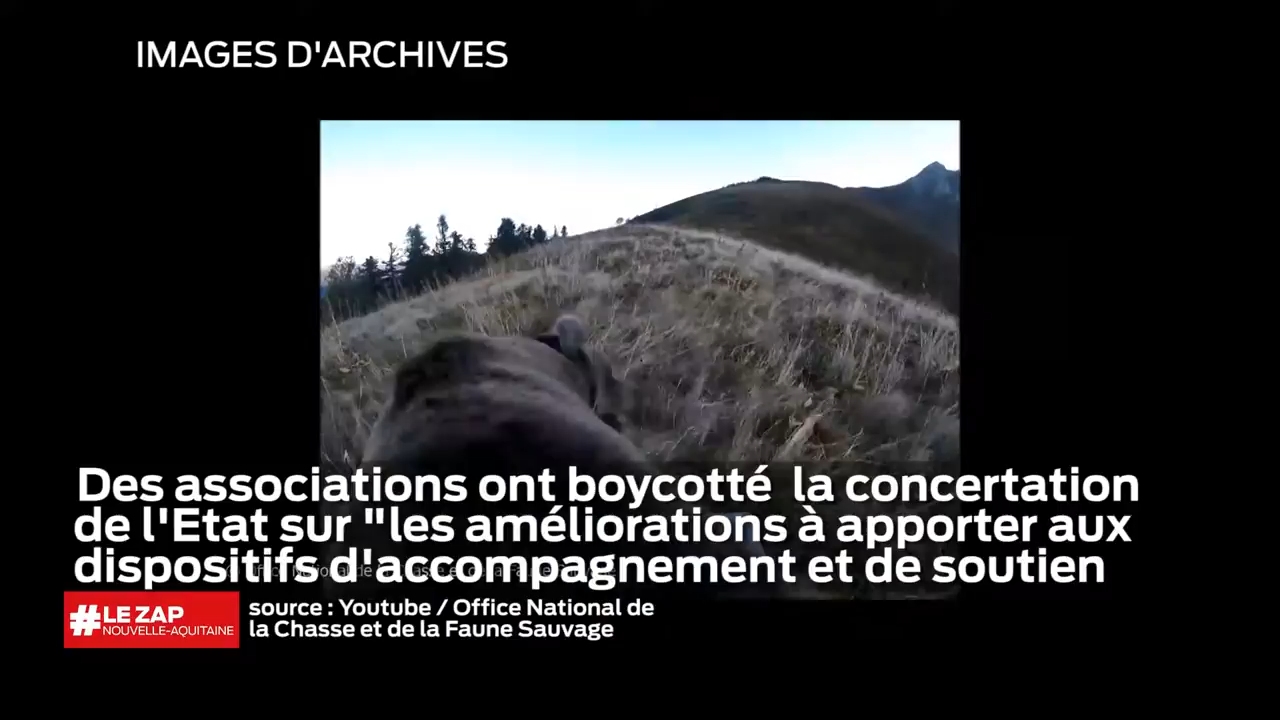 IMAGES D'ARCHIVES
Des associations ont boycotté  la concertation
de l'Etat sur "les améliorations à apporter aux
dispositifs d'accompagnement et de soutien
#LE ZAP
NOUVELLE-AQUITAINE
source : Youtube / Office National de
la Chasse et de la Faune Sauvage